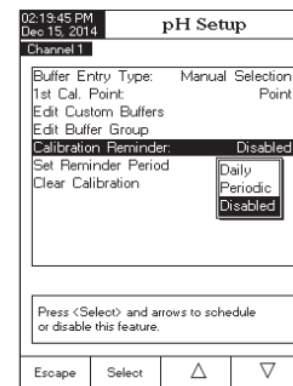 02:19:45 PM
Dec 15, 2014
pH Setup
Channel 1
Buffer Entry Type: Manual Selection
1st Cal. Point: Point
Edit Custom Buffers
Edit Buffer Group
Calibration Reminder: Disabled
Set Reminder Period
Daily
Clear Calibration
Periodic
Disabled
Press <Select> and arrows to schedule
or disable this feature.
Escape Select △ ▽